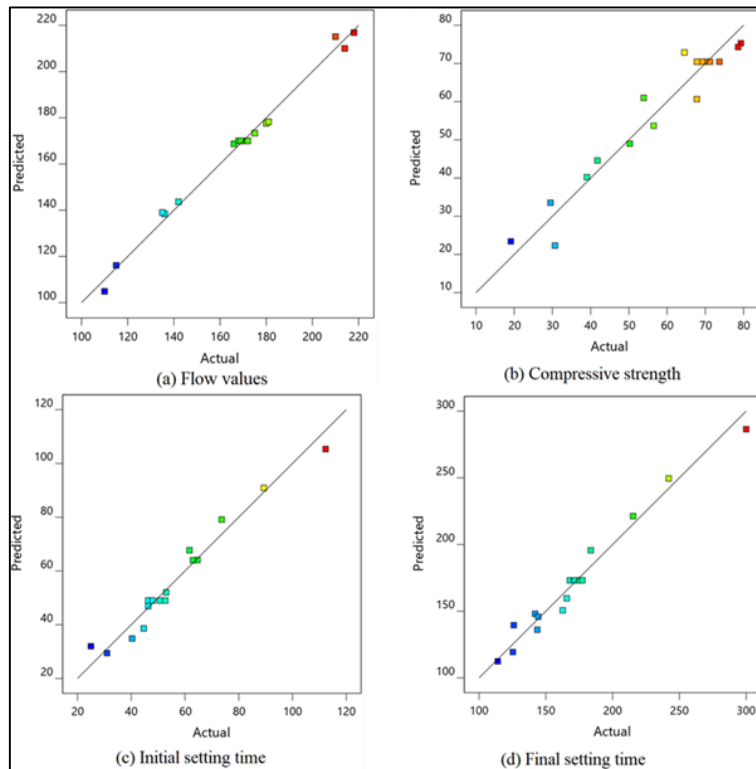 220
200
180
160
140
120
100
Predicted
100 120 140 160 180 200 220
Actual
(a) Flow values
80
70
60
50
40
30
20
10
Predicted
10 20 30 40 50 60 70 80
Actual
(b) Compressive strength
120
100
80
60
40
20
Predicted
20 40 60 80 100 120
Actual
(c) Initial setting time
300
250
200
150
100
Predicted
100 150 200 250 300
Actual
(d) Final setting time